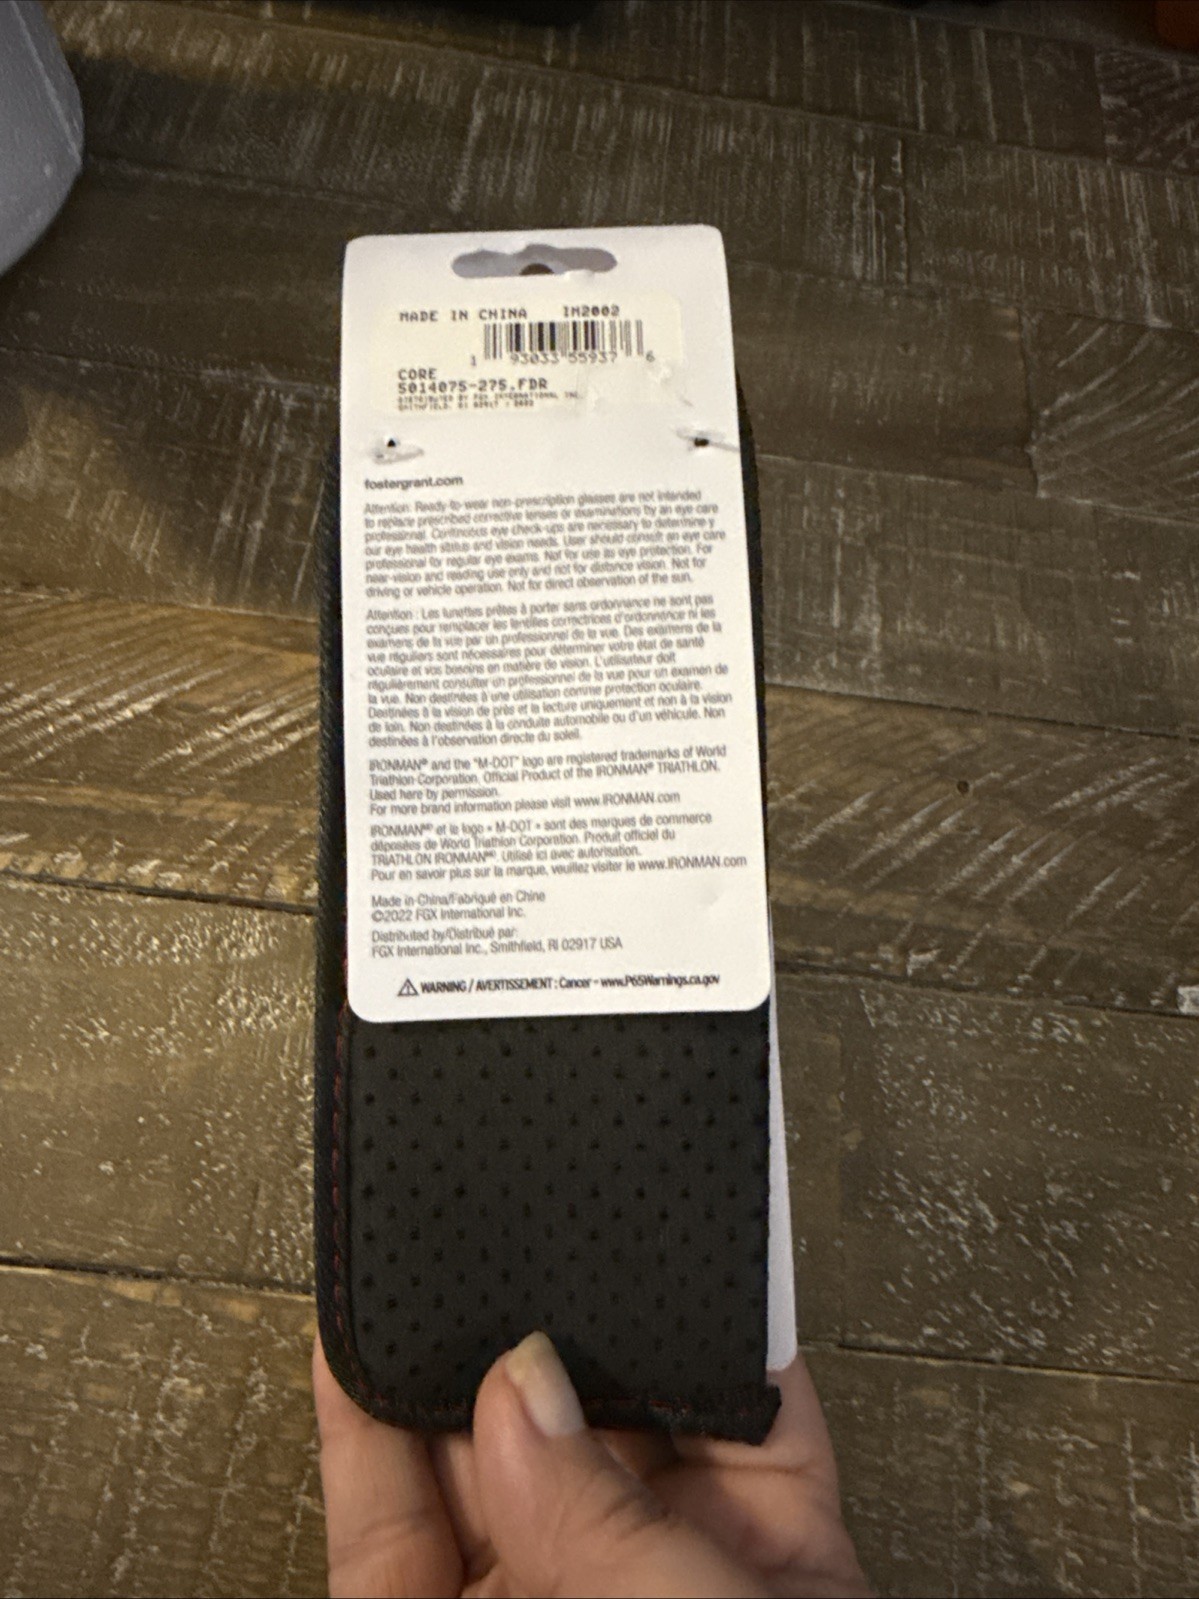 MADE IN CHINA IM2002
1 93033 55937 6
CORE
5014075-275.FDR
DISTRIBUTED BY FGX INTERNATIONAL INC.
SMITHFIELD, RI 02917
fostergrant.com
Attention: Ready-to-wear non-prescription glasses are not intended
to replace prescribed corrective lenses or examinations by an eye care
professional. Continuous eye check-ups are necessary to determine y
our eye health status and vision needs. User should consult an eye care
professional for regular eye exams. Not for use as eye protection. For
near-vision and reading use only and not for distance vision. Not for
driving or vehicle operation. Not for direct observation of the sun.
Attention : Les lunettes prêtes à porter sans ordonnance ne sont pas
conçues pour remplacer les lentilles correctrices d'ordonnance ni les
examens de la vue par un professionnel de la vue. Des examens de la
vue réguliers sont nécessaires pour déterminer votre état de santé
oculaire et vos besoins en matière de vision. L'utilisateur doit
régulièrement consulter un professionnel de la vue pour un examen de
la vue. Non destinées à une utilisation comme protection oculaire.
Destinées à la vision de près et la lecture uniquement et non à la vision
de loin. Non destinées à la conduite automobile ou d'un véhicule. Non
destinées à l'observation directe du soleil.
IRONMAN® and the "M-DOT" logo are registered trademarks of World
Triathlon Corporation. Official Product of the IRONMAN® TRIATHLON.
Used here by permission.
For more brand information please visit www.IRONMAN.com
IRONMANᴹᴰ et le logo « M-DOT » sont des marques de commerce
déposées de World Triathlon Corporation. Produit officiel du
TRIATHLON IRONMANᴹᴰ. Utilisé ici avec autorisation.
Pour en savoir plus sur la marque, veuillez visiter le www.IRONMAN.com
Made in China/Fabriqué en Chine
©2022 FGX International Inc.
Distributed by/Distribué par:
FGX International Inc., Smithfield, RI 02917 USA
WARNING / AVERTISSEMENT : Cancer - www.P65Warnings.ca.gov